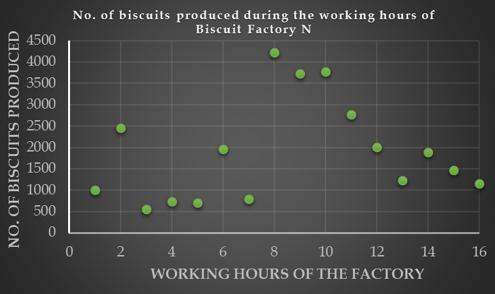 No. of biscuits produced during the working hours of
Biscuit Factory N
NO. OF BISCUITS PRODUCED
4500
4000
3500
3000
2500
2000
1500
1000
500
0
0 2 4 6 8 10 12 14 16
WORKING HOURS OF THE FACTORY